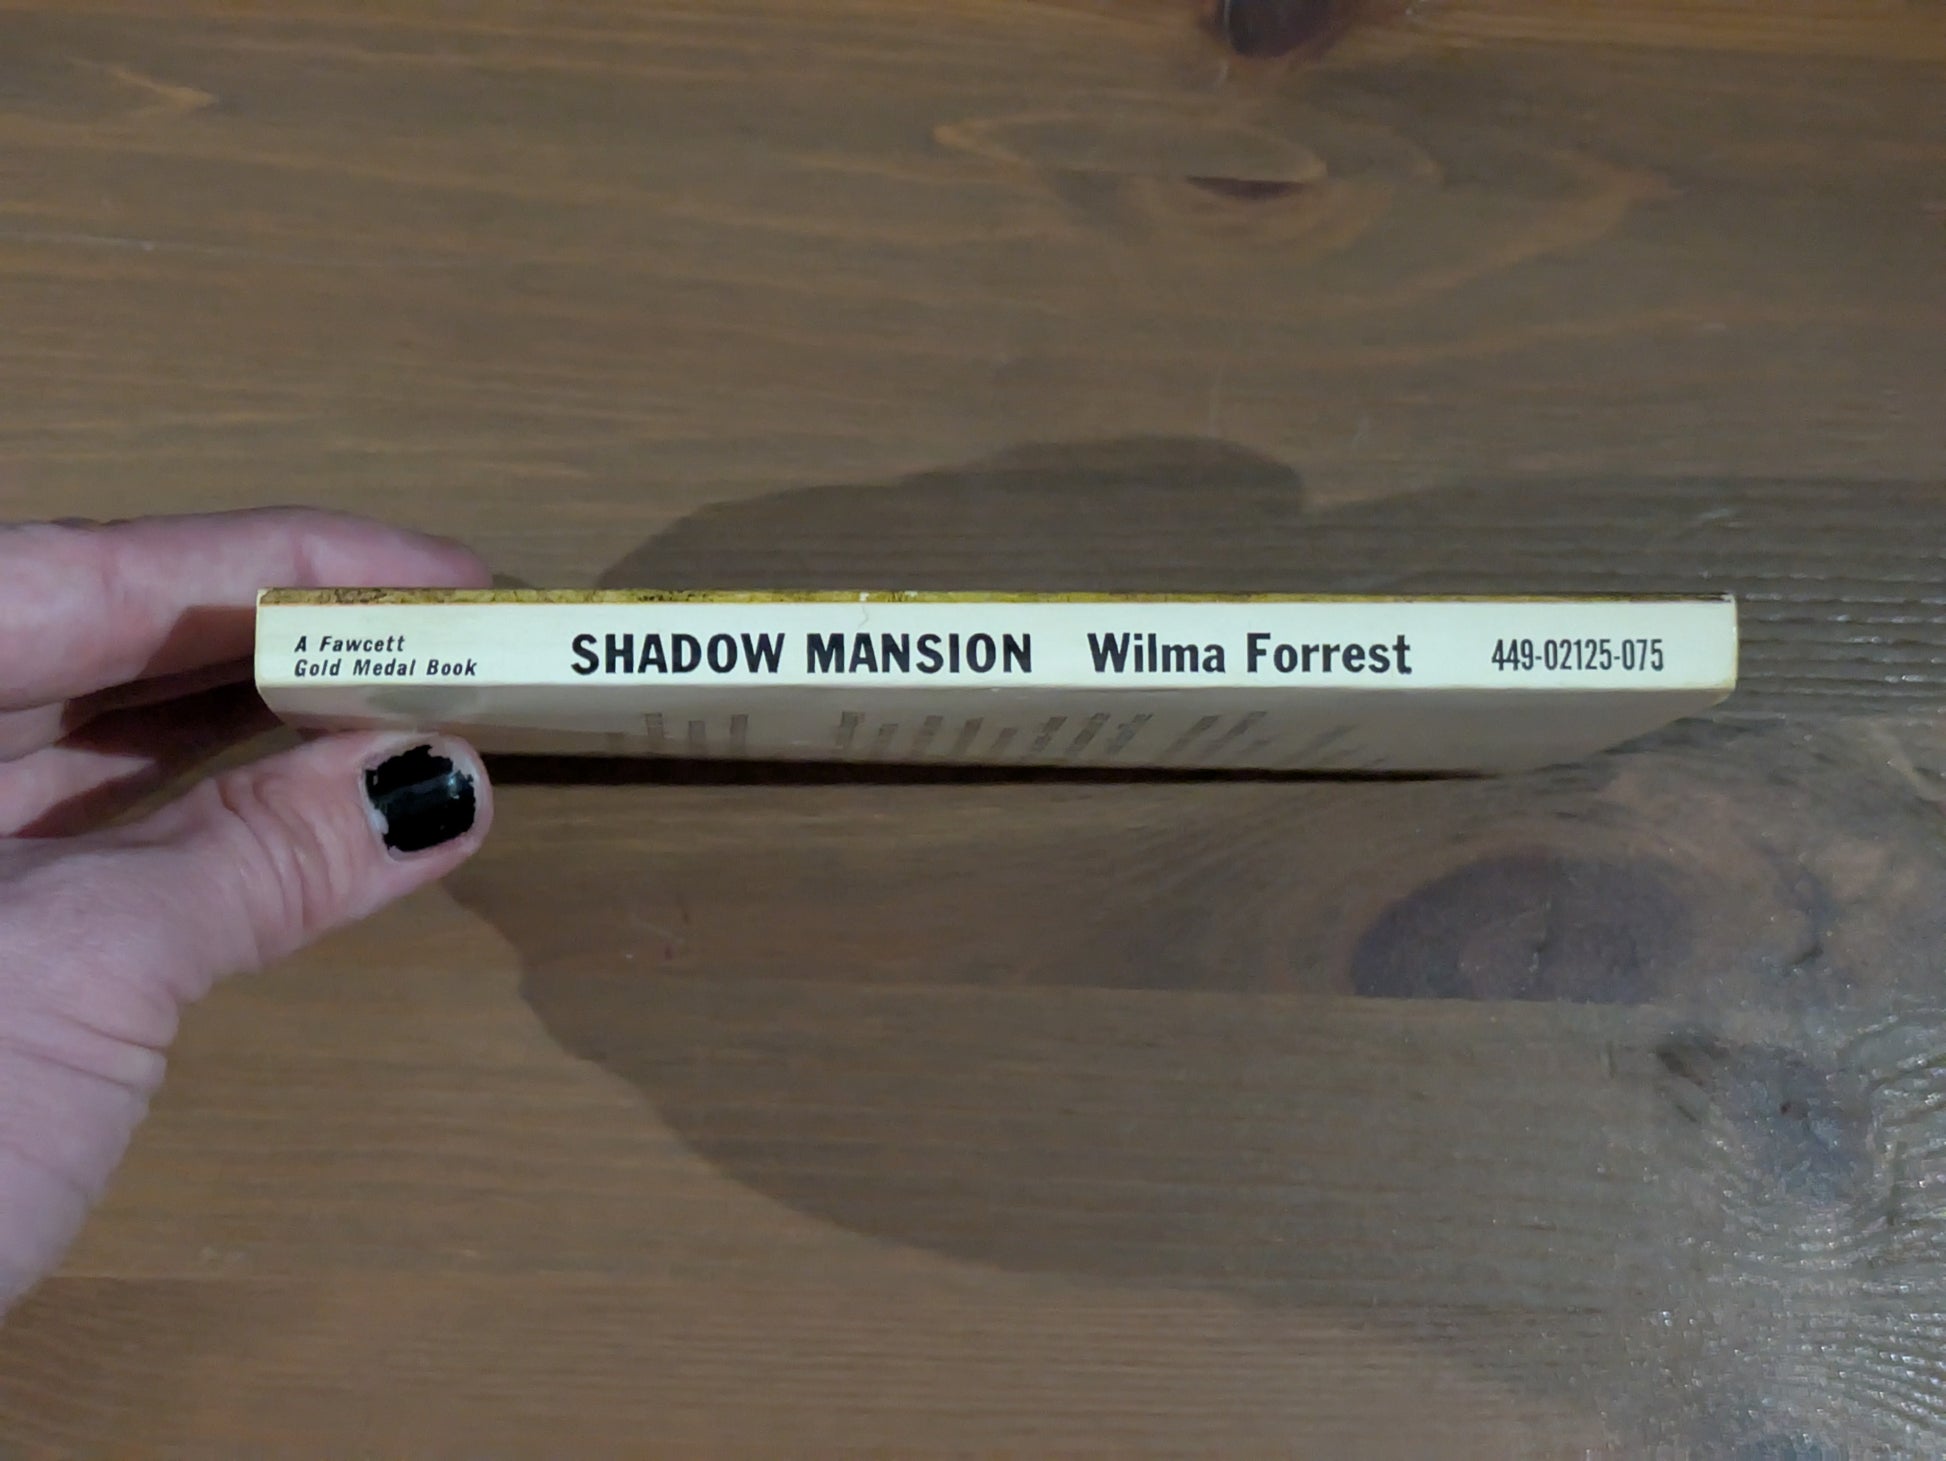 A Fawcett
Gold Medal Book
SHADOW MANSION Wilma Forrest 449-02125-075